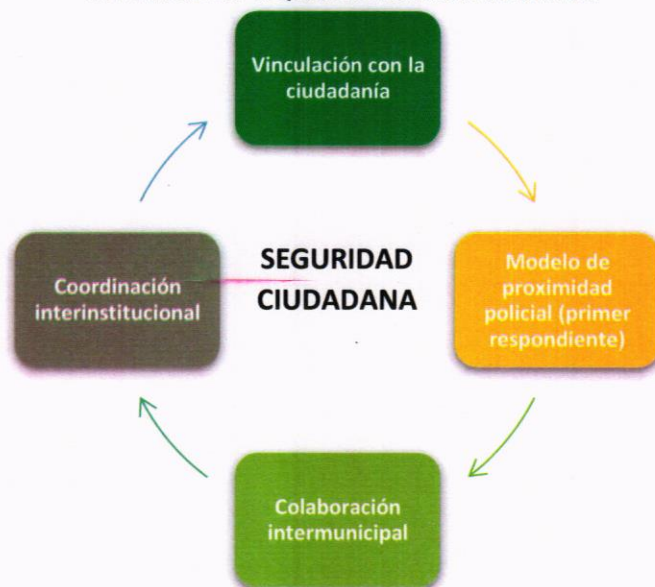 Vinculación con la
ciudadanía
SEGURIDAD
CIUDADANA
Modelo de
proximidad
policial (primer
respondiente)
Coordinación
interinstitucional
Colaboración
intermunicipal